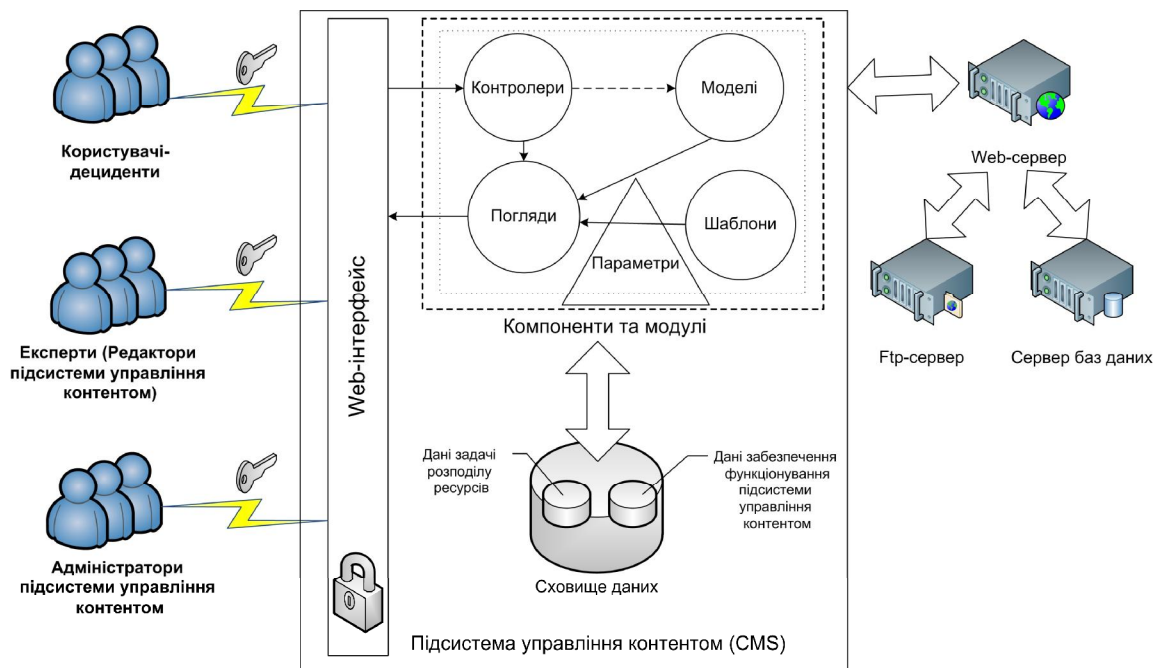 Користувачі-
дециденти
Експерти (Редактори
підсистеми управління
контентом)
Адміністратори
підсистеми управління
контентом
Web-інтерфейс
Контролери
Моделі
Погляди
Шаблони
Параметри
Компоненти та модулі
Дані задачі
розподілу
ресурсів
Дані забезпечення
функціонування
підсистеми
управління
контентом
Сховище даних
Підсистема управління контентом (CMS)
Web-сервер
Ftp-сервер
Сервер баз даних